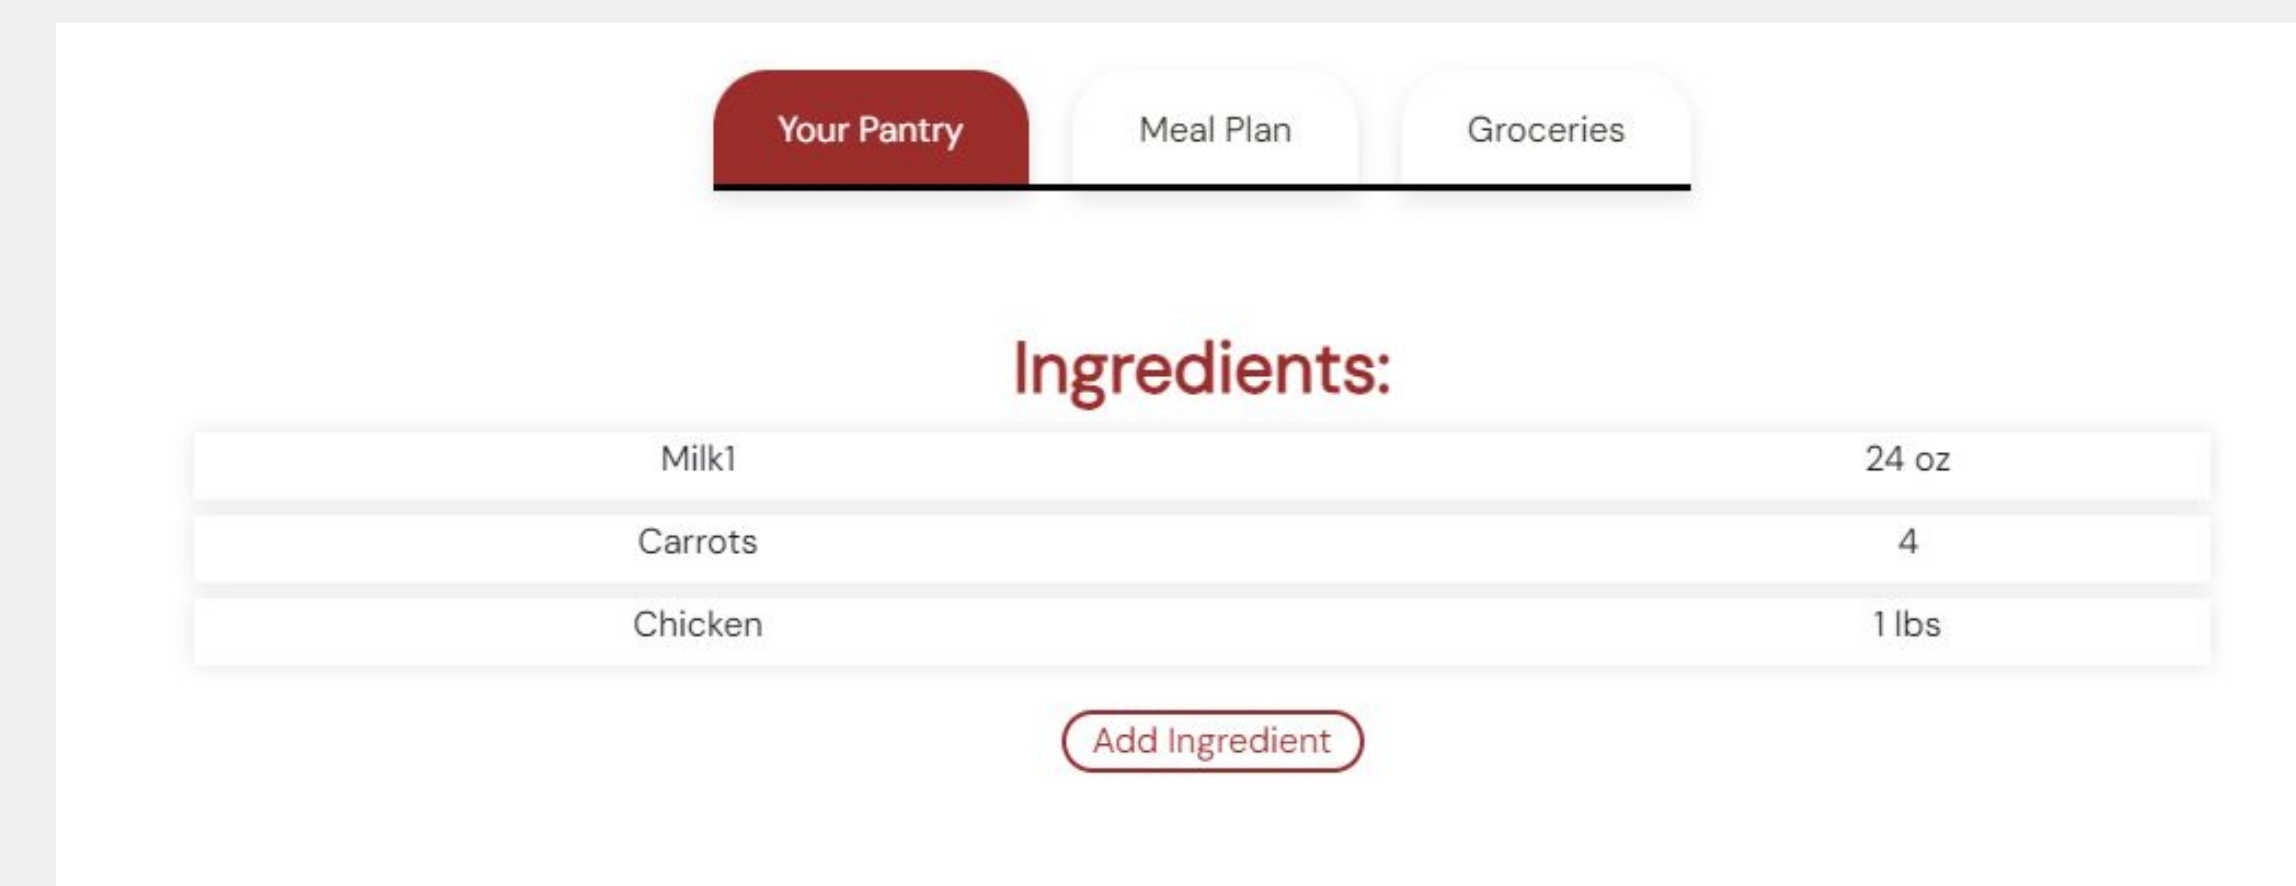 Your Pantry Meal Plan Groceries
Ingredients:
Milk1 24 oz
Carrots 4
Chicken 1 lbs
Add Ingredient